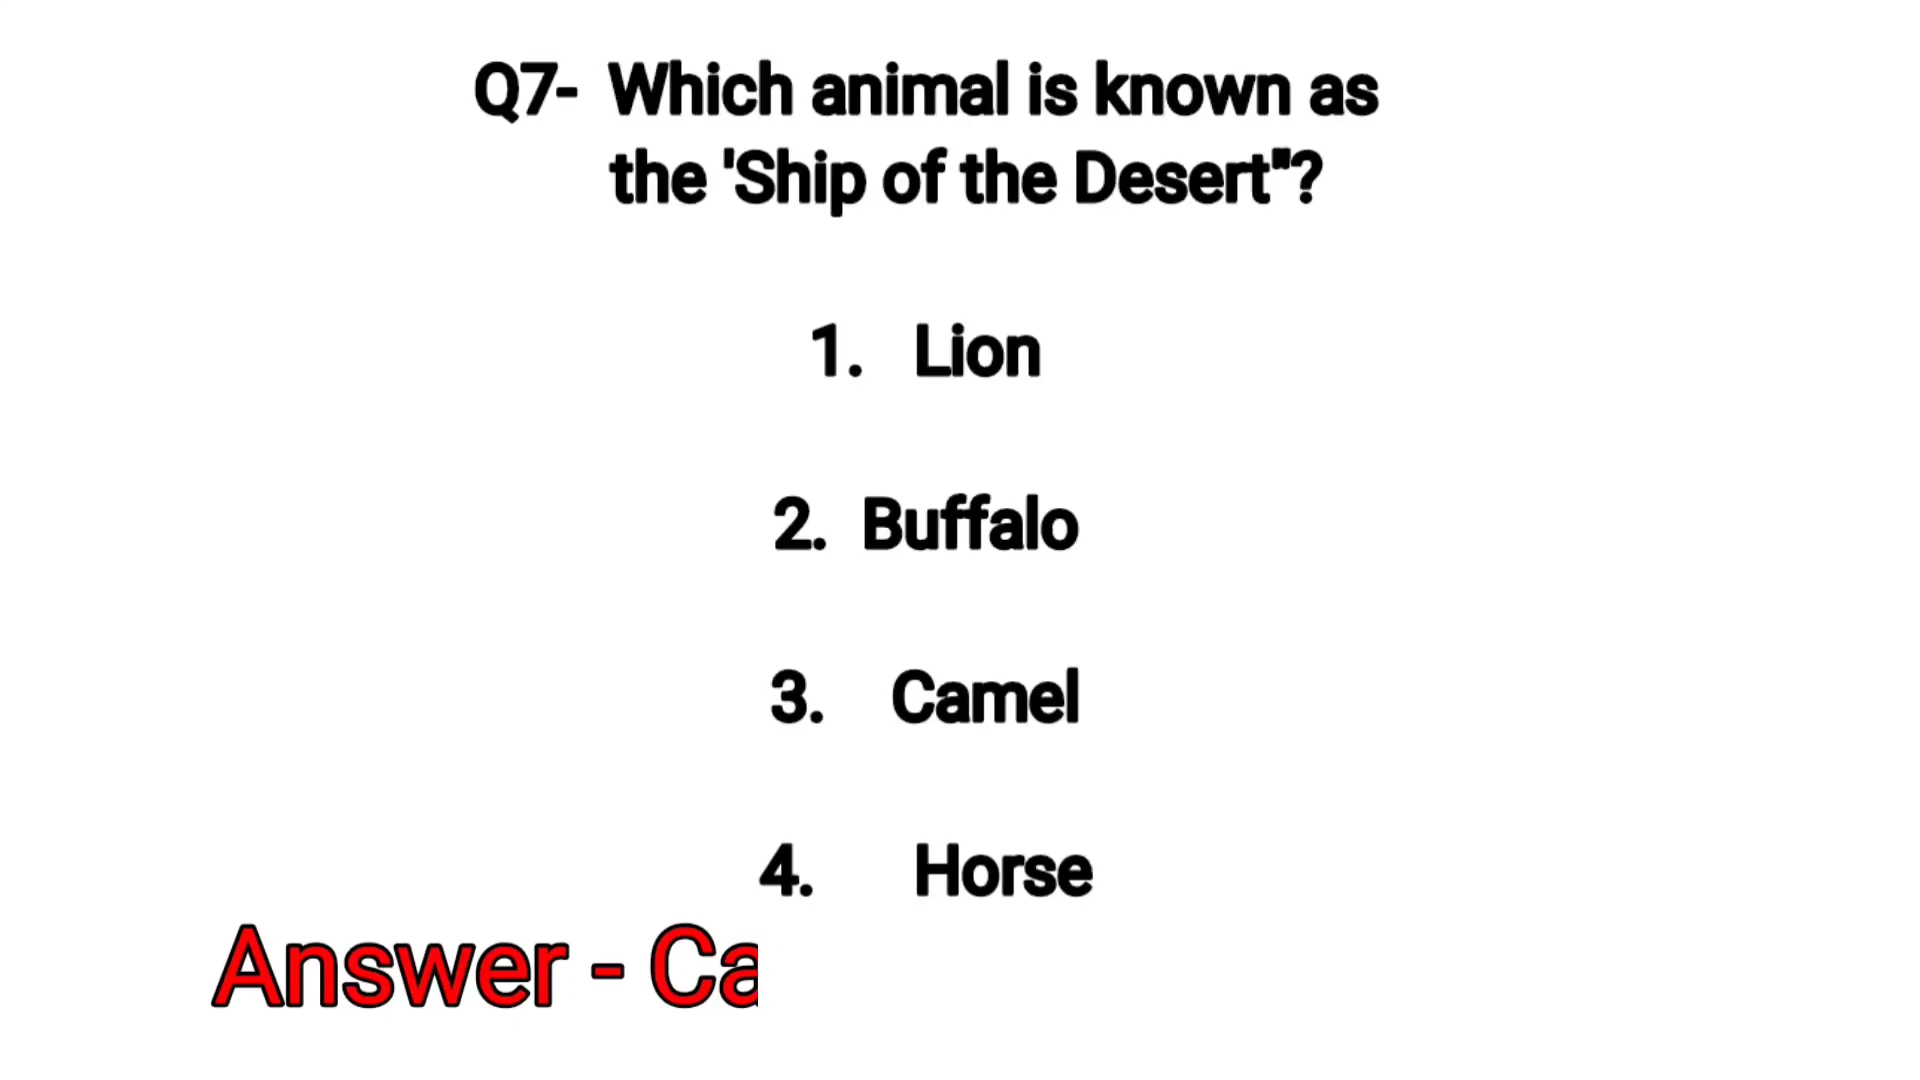 Q7- Which animal is known as
the 'Ship of the Desert"?
1. Lion
2. Buffalo
3. Camel
4. Horse
Answer - Ca